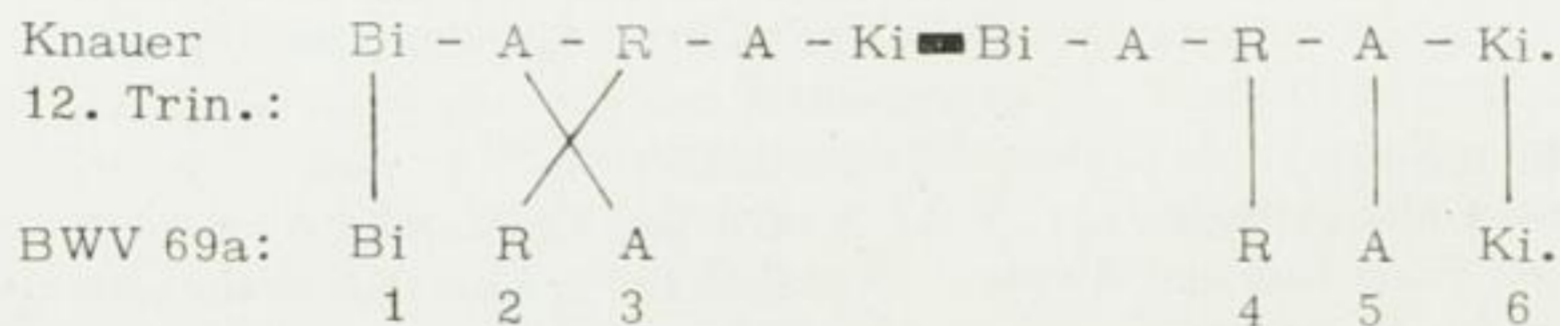 Knauer Bi - A - R - A - Ki Bi - A - R - A - Ki.
12. Trin.:
BWV 69a: Bi R A R A Ki.
1 2 3 4 5 6